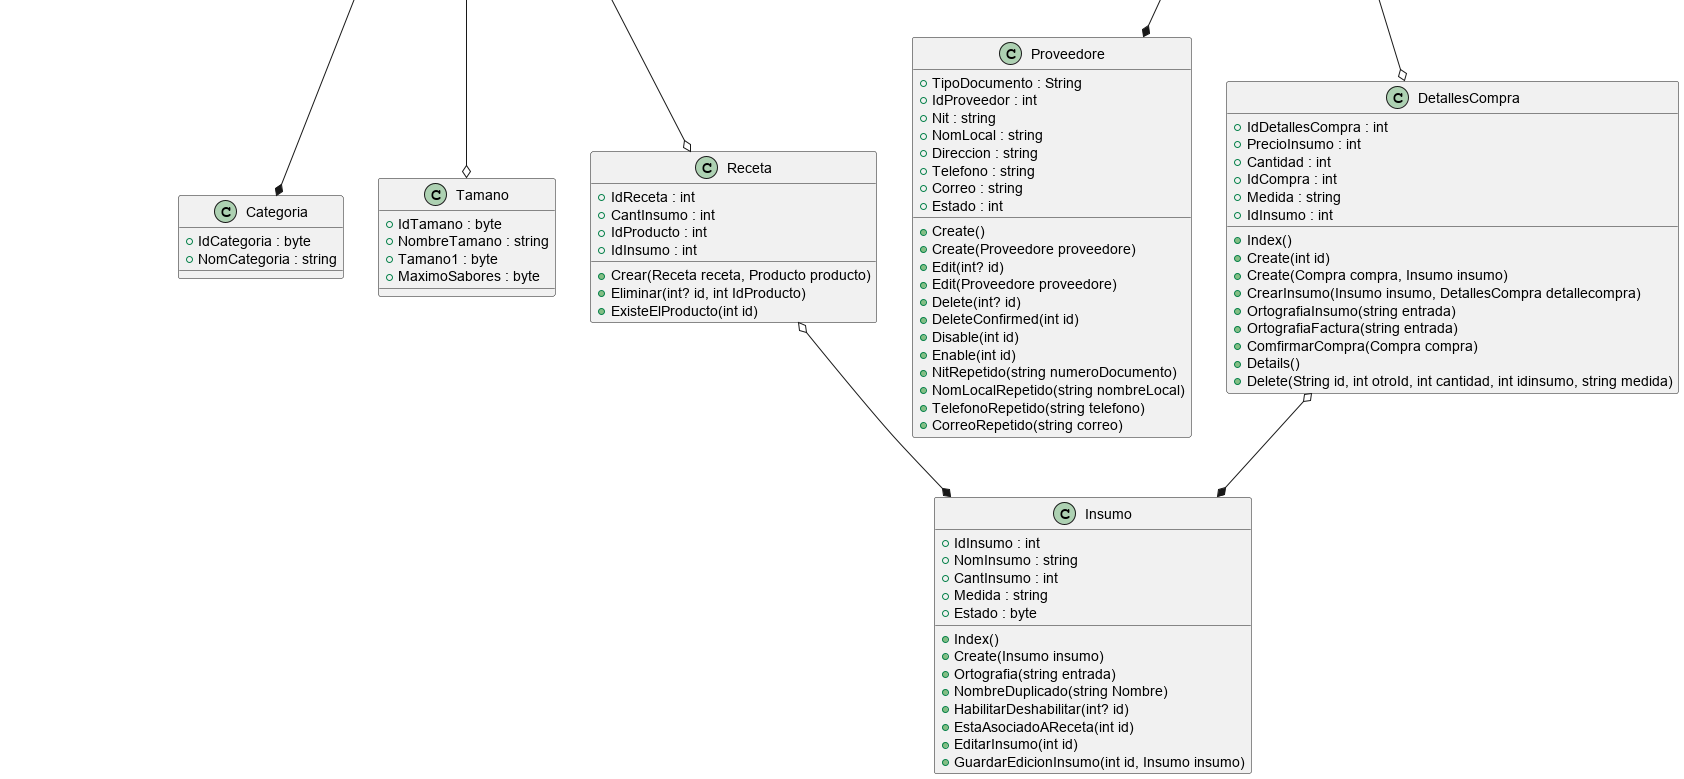 C Categoria
IdCategoria : byte
NomCategoria : string
C Tamano
IdTamano : byte
NombreTamano : string
Tamano1 : byte
MaximoSabores : byte
C Receta
IdReceta : int
CantInsumo : int
IdProducto : int
IdInsumo : int
Crear(Receta receta, Producto producto)
Eliminar(int? id, int IdProducto)
ExisteElProducto(int id)
C Proveedore
TipoDocumento : String
IdProveedor : int
Nit : string
NomLocal : string
Direccion : string
Telefono : string
Correo : string
Estado : int
Create()
Create(Proveedore proveedore)
Edit(int? id)
Edit(Proveedore proveedore)
Delete(int? id)
DeleteConfirmed(int id)
Disable(int id)
Enable(int id)
NitRepetido(string numeroDocumento)
NomLocalRepetido(string nombreLocal)
TelefonoRepetido(string telefono)
CorreoRepetido(string correo)
C DetallesCompra
IdDetallesCompra : int
PrecioInsumo : int
Cantidad : int
IdCompra : int
Medida : string
IdInsumo : int
Index()
Create(int id)
Create(Compra compra, Insumo insumo)
CrearInsumo(Insumo insumo, DetallesCompra detallecompra)
OrtografiaInsumo(string entrada)
OrtografiaFactura(string entrada)
ComfirmarCompra(Compra compra)
Details()
Delete(String id, int otroId, int cantidad, int idinsumo, string medida)
C Insumo
IdInsumo : int
NomInsumo : string
CantInsumo : int
Medida : string
Estado : byte
Index()
Create(Insumo insumo)
Ortografia(string entrada)
NombreDuplicado(string Nombre)
HabilitarDeshabilitar(int? id)
EstaAsociadoAReceta(int id)
EditarInsumo(int id)
GuardarEdicionInsumo(int id, Insumo insumo)